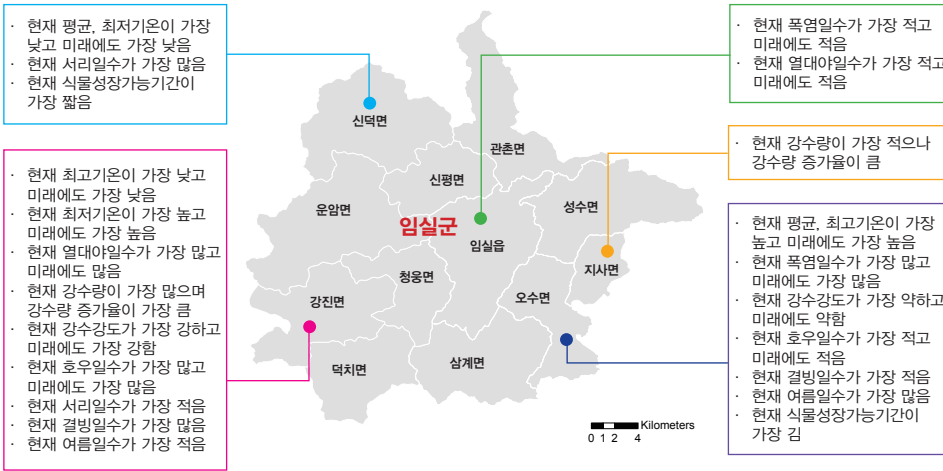 · 현재 평균, 최저기온이 가장
낮고 미래에도 가장 낮음
· 현재 서리일수가 가장 많음
· 현재 식물성장가능기간이
가장 짧음
· 현재 최고기온이 가장 낮고
미래에도 가장 낮음
· 현재 최저기온이 가장 높고
미래에도 가장 높음
· 현재 열대야일수가 가장 많고
미래에도 많음
· 현재 강수량이 가장 많으며
강수량 증가율이 가장 큼
· 현재 강수강도가 가장 강하고
미래에도 가장 강함
· 현재 호우일수가 가장 많고
미래에도 가장 많음
· 현재 서리일수가 가장 적음
· 현재 결빙일수가 가장 많음
· 현재 여름일수가 가장 적음
신덕면
관촌면
신평면
운암면
성수면
임실군
임실읍
지사면
청웅면
오수면
강진면
덕치면
삼계면
Kilometers
0 1 2 4
· 현재 폭염일수가 가장 적고
미래에도 적음
· 현재 열대야일수가 가장 적고
미래에도 적음
· 현재 강수량이 가장 적으나
강수량 증가율이 큼
· 현재 평균, 최고기온이 가장
높고 미래에도 가장 높음
· 현재 폭염일수가 가장 많고
미래에도 가장 많음
· 현재 강수강도가 가장 약하고
미래에도 약함
· 현재 호우일수가 가장 적고
미래에도 적음
· 현재 결빙일수가 가장 적음
· 현재 여름일수가 가장 많음
· 현재 식물성장가능기간이
가장 김